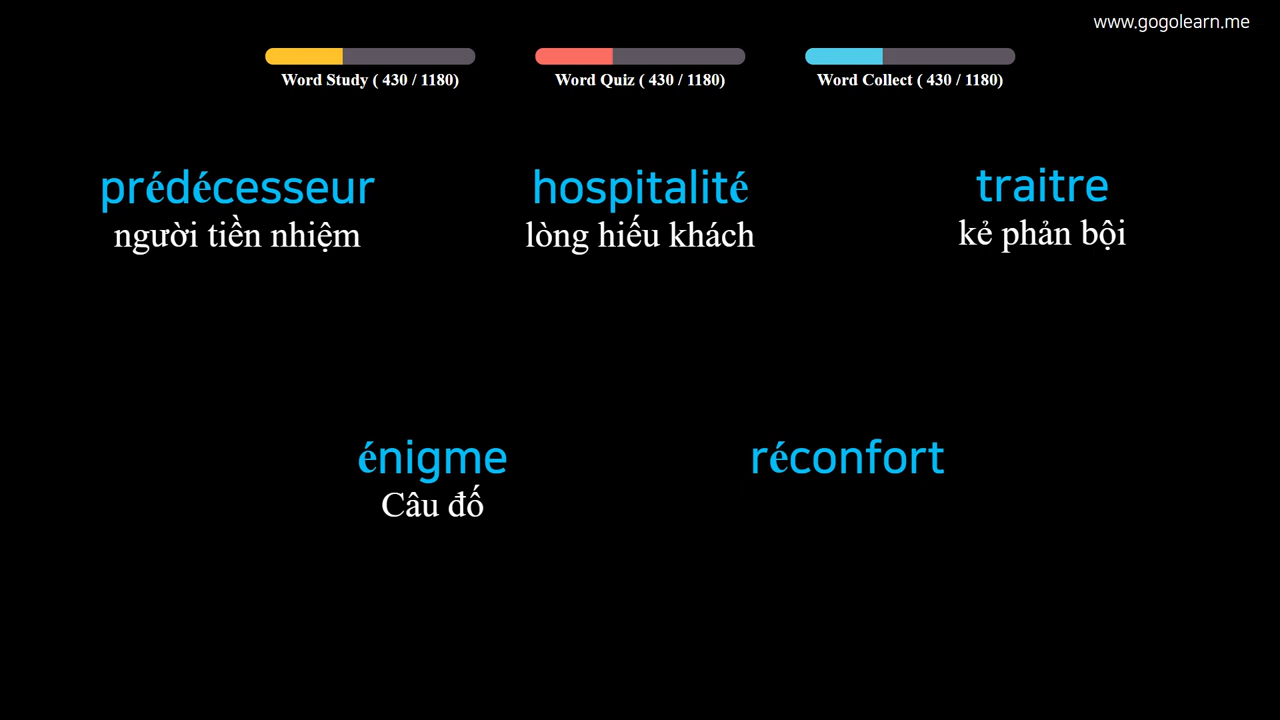 www.gogolearn.me
Word Study ( 430 / 1180)
Word Quiz ( 430 / 1180)
Word Collect ( 430 / 1180)
prédécesseur
người tiền nhiệm
hospitalité
lòng hiếu khách
traitre
kẻ phản bội
énigme
Câu đố
réconfort